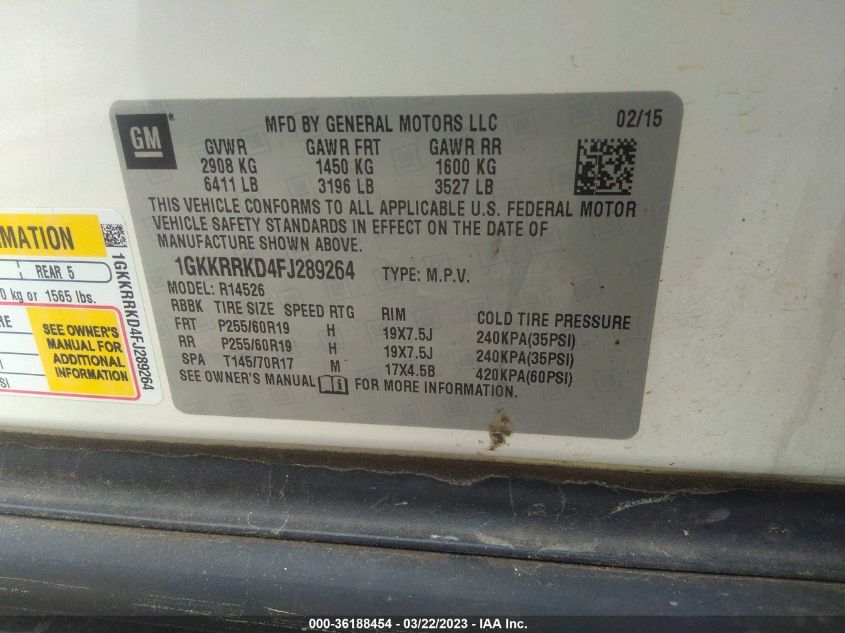 GM
MFD BY GENERAL MOTORS LLC 02/15
GVWR GAWR FRT GAWR RR
2908 KG 1450 KG 1600 KG
6411 LB 3196 LB 3527 LB
THIS VEHICLE CONFORMS TO ALL APPLICABLE U.S. FEDERAL MOTOR
VEHICLE SAFETY STANDARDS IN EFFECT ON THE DATE OF
MANUFACTURE SHOWN ABOVE.
1GKKRRKD4FJ289264 TYPE: M.P.V.
MODEL: R14526
RBBK TIRE SIZE SPEED RTG RIM COLD TIRE PRESSURE
FRT P255/60R19 H 19X7.5J 240KPA(35PSI)
RR P255/60R19 H 19X7.5J 240KPA(35PSI)
SPA T145/70R17 M 17X4.5B 420KPA(60PSI)
SEE OWNER'S MANUAL FOR MORE INFORMATION.
REAR 5
kg or 1565 lbs.
SEE OWNER'S
MANUAL FOR
ADDITIONAL
INFORMATION
1GKKRRKD4FJ289264
000-36188454 - 03/22/2023 - IAA Inc.